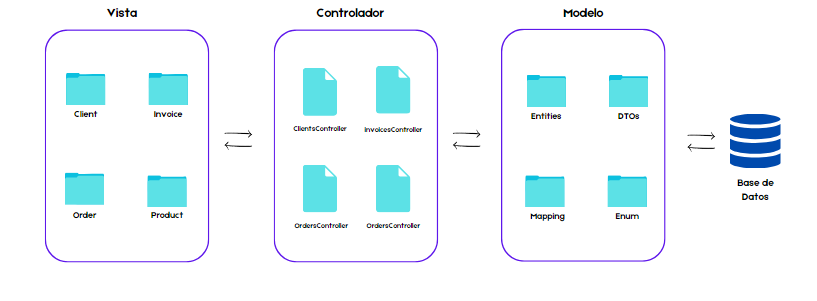 Vista
Controlador
Modelo
Client
Invoice
ClientsController
InvoicesController
Entities
DTOs
Base de
Datos
Order
Product
OrdersController
OrdersController
Mapping
Enum